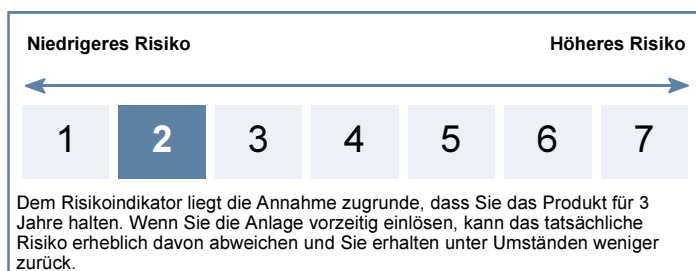 Niedrigeres Risiko Höheres Risiko
1 2 3 4 5 6 7
Dem Risikoindikator liegt die Annahme zugrunde, dass Sie das Produkt für 3
Jahre halten. Wenn Sie die Anlage vorzeitig einlösen, kann das tatsächliche
Risiko erheblich davon abweichen und Sie erhalten unter Umständen weniger
zurück.